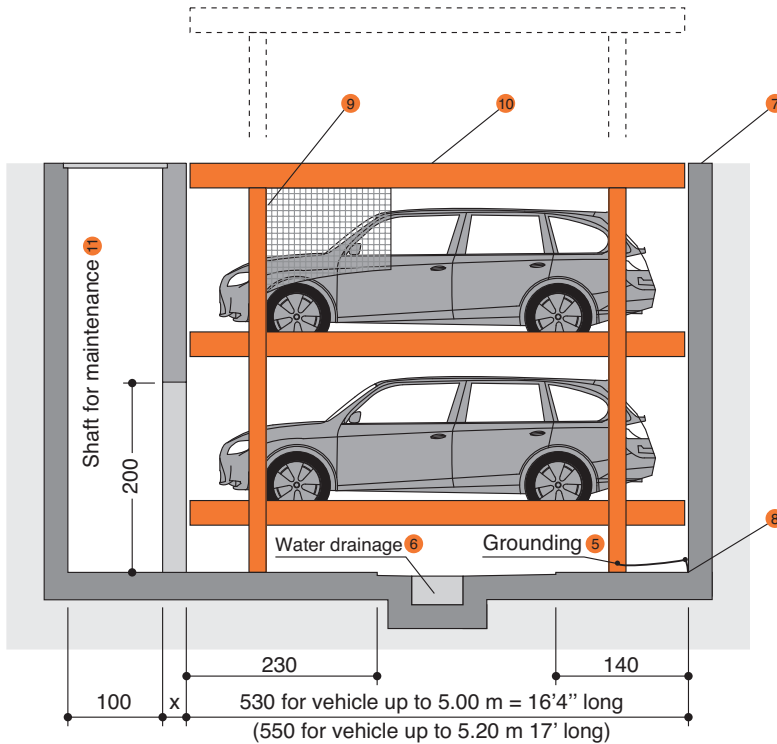 9
10
7
Shaft for maintenance 11
200
Water drainage 6
Grounding 5
8
230
140
100
x
530 for vehicle up to 5.00 m = 16'4'' long
(550 for vehicle up to 5.20 m 17' long)